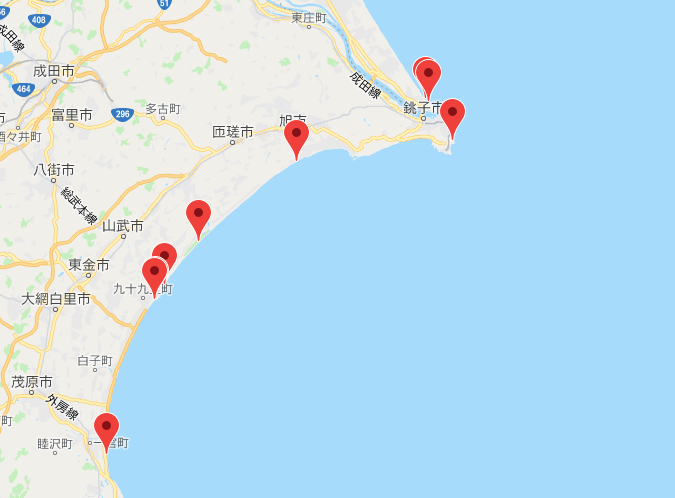 51
408
東庄町
成田線
成田市
464
成田線
銚子市
296
多古町
富里市
旭市
匝瑳市
酒々井町
八街市
総武本線
山武市
東金市
九十九里町
大網白里市
白子町
茂原市
外房線
一宮町
睦沢町